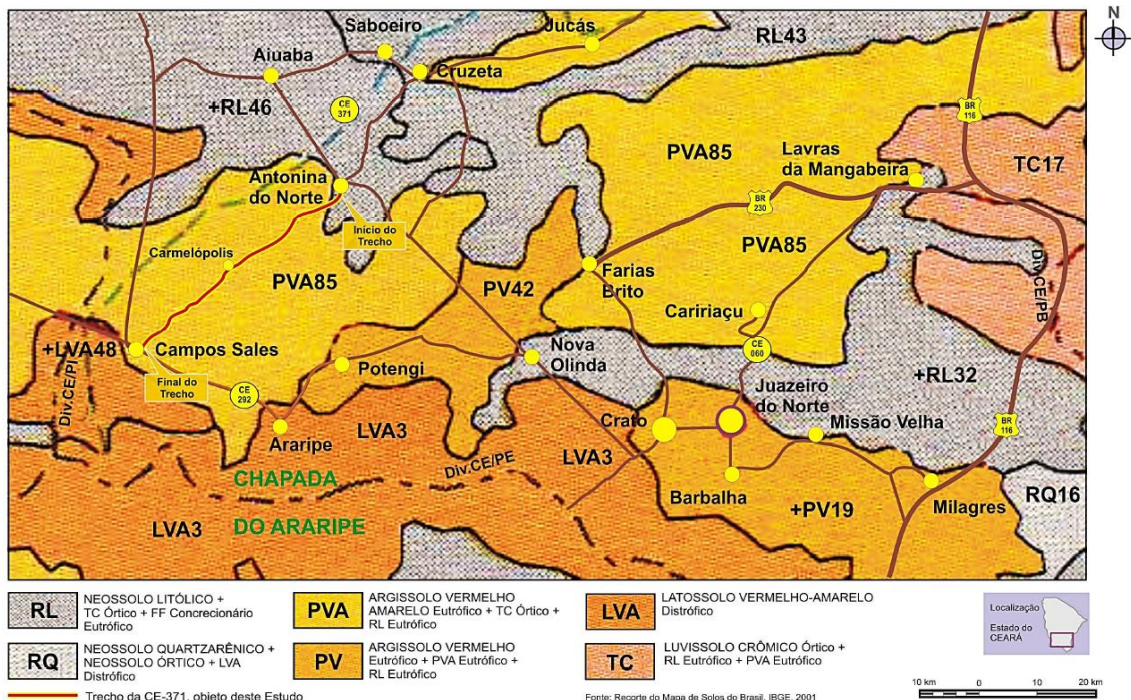 N
Saboeiro
Jucás
RL43
Aiuaba
Cruzeta
+RL46
CE
371
BR
116
PVA85
Lavras
da Mangabeira
TC17
Antonina
do Norte
BR
230
Início do
Trecho
Carmelópolis
PVA85
PV42
PVA85
Farias
Brito
Div.CE/PB
Caririaçu
+LVA48
Campos Sales
Final do
Trecho
Div.CE/PI
Potengi
Nova
Olinda
CE
060
+RL32
CE
292
Juazeiro
do Norte
Missão Velha
BR
116
Araripe
LVA3
Crato
CHAPADA
Div.CE/PE
LVA3
Barbalha
RQ16
LVA3
DO ARARIPE
+PV19
Milagres
RL
NEOSSOLO LITÓLICO +
TC Órtico + FF Concrecionário
Eutrófico
PVA
ARGISSOLO VERMELHO
AMARELO Eutrófico + TC Órtico +
RL Eutrófico
LVA
LATOSSOLO VERMELHO-AMARELO
Distrófico
Localização
Estado do
CEARÁ
RQ
NEOSSOLO QUARTZARÊNICO +
NEOSSOLO ÓRTICO + LVA
Distrófico
PV
ARGISSOLO VERMELHO
Eutrófico + PVA Eutrófico +
RL Eutrófico
TC
LUVISSOLO CRÔMICO Órtico +
RL Eutrófico + PVA Eutrófico
Trecho da CE-371, objeto deste Estudo
Fonte: Recorte do Mapa de Solos do Brasil, IBGE, 2001
10 km 0 10 20 km